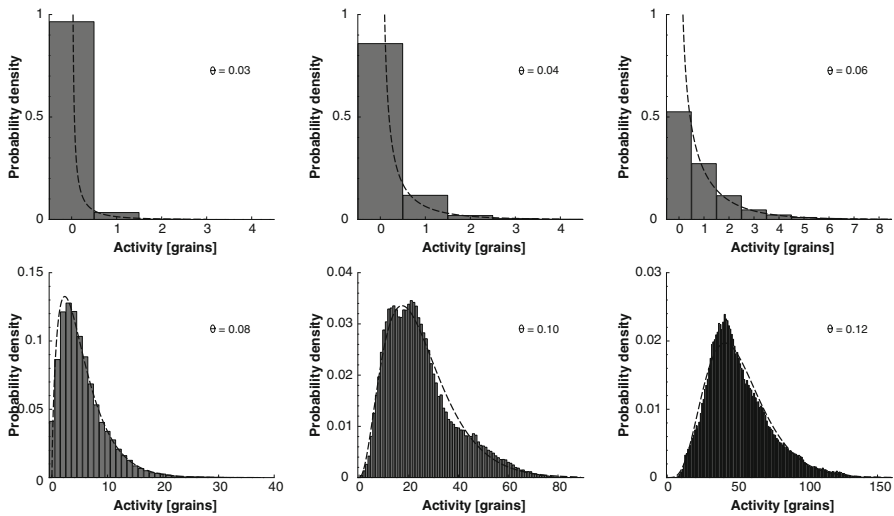 Probability density
1
0.5
0
θ = 0.03
0 1 2 3 4
Activity [grains]
Probability density
1
0.5
0
θ = 0.04
0 1 2 3 4
Activity [grains]
Probability density
1
0.5
0
θ = 0.06
0 1 2 3 4 5 6 7 8
Activity [grains]
Probability density
0.15
0.1
0.05
0
θ = 0.08
0 10 20 30 40
Activity [grains]
Probability density
0.04
0.03
0.02
0.01
0
θ = 0.10
0 20 40 60 80
Activity [grains]
Probability density
0.03
0.02
0.01
0
θ = 0.12
0 50 100 150
Activity [grains]